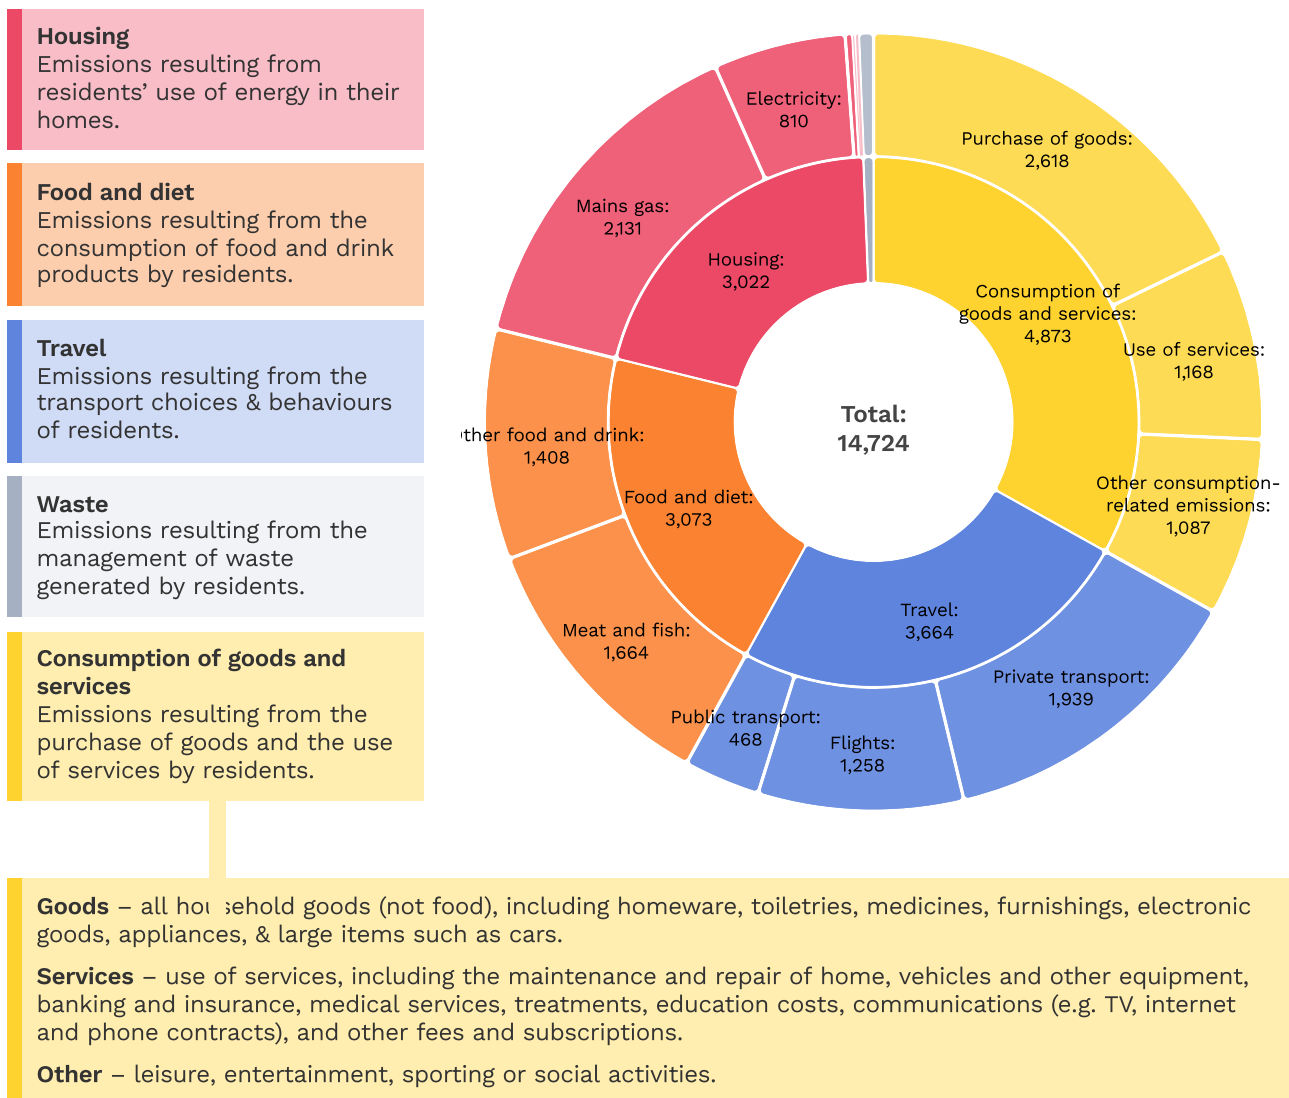 Housing
Emissions resulting from
residents’ use of energy in their
homes.
Food and diet
Emissions resulting from the
consumption of food and drink
products by residents.
Travel
Emissions resulting from the
transport choices & behaviours
of residents.
Waste
Emissions resulting from the
management of waste
generated by residents.
Consumption of goods and
services
Emissions resulting from the
purchase of goods and the use
of services by residents.
Electricity:
810
Purchase of goods:
2,618
Mains gas:
2,131
Housing:
3,022
Consumption of
goods and services:
4,873
Use of services:
1,168
Total:
14,724
ther food and drink:
1,408
Food and diet:
3,073
Other consumption-
related emissions:
1,087
Travel:
3,664
Meat and fish:
1,664
Private transport:
1,939
Public transport:
468
Flights:
1,258
Goods – all household goods (not food), including homeware, toiletries, medicines, furnishings, electronic
goods, appliances, & large items such as cars.
Services – use of services, including the maintenance and repair of home, vehicles and other equipment,
banking and insurance, medical services, treatments, education costs, communications (e.g. TV, internet
and phone contracts), and other fees and subscriptions.
Other – leisure, entertainment, sporting or social activities.